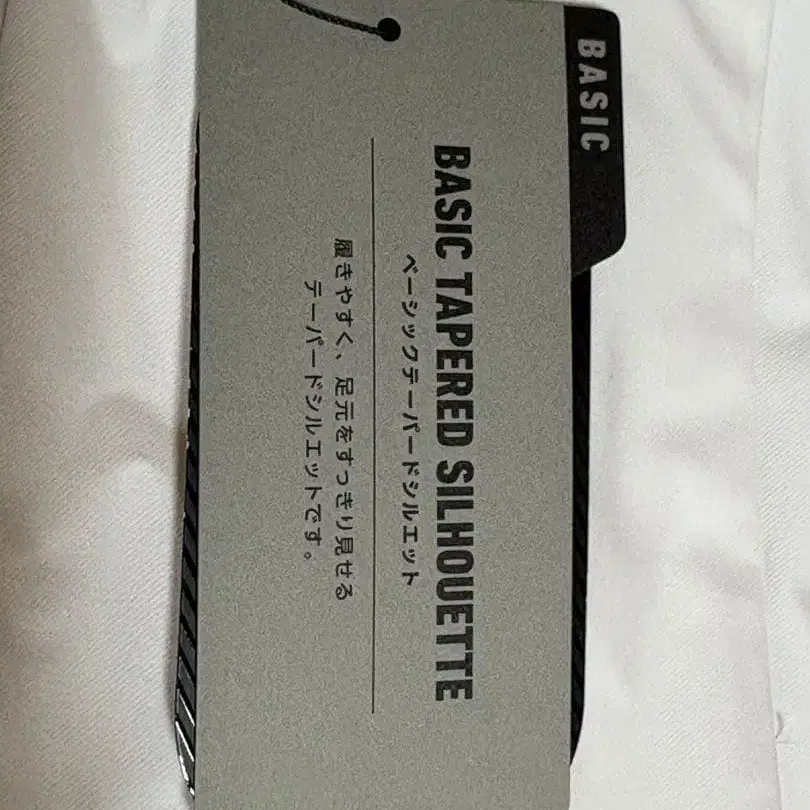 BASIC
BASIC TAPERED SILHOUETTE
ベーシックテーパードシルエット
履きやすく、足元をすっきり見せる
テーパードシルエットです。